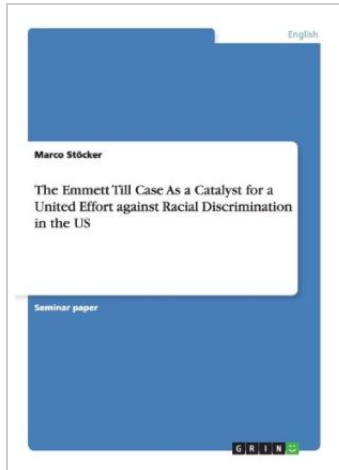 English
Marco Stöcker
The Emmett Till Case As a Catalyst for a
United Effort against Racial Discrimination
in the US
Seminar paper
GRIN